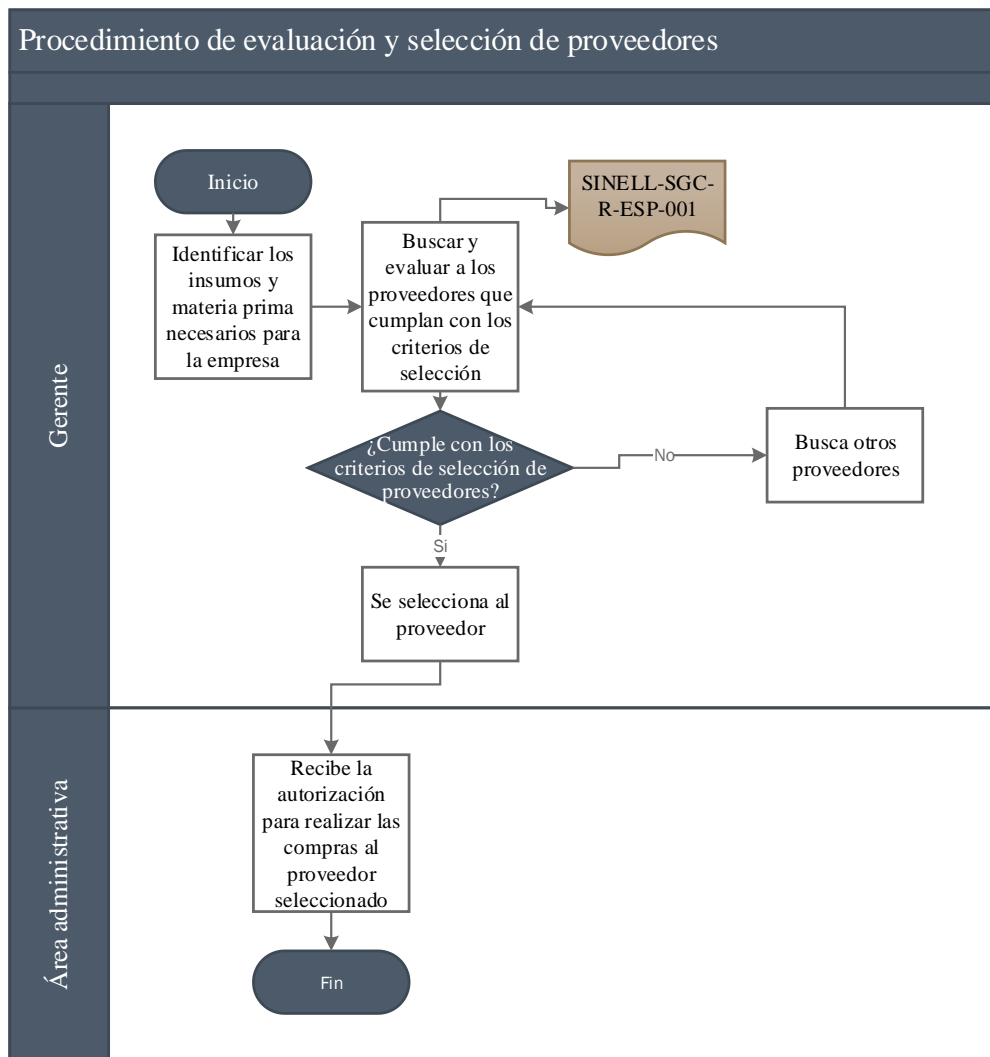 Procedimiento de evaluación y selección de proveedores
Gerente
Inicio
SINELL-SGC-
R-ESP-001
Identificar los
insumos y
materia prima
necesarios para
la empresa
Buscar y
evaluar a los
proveedores que
cumplan con los
criterios de
selección
¿Cumple con los
criterios de selección de
proveedores?
No
Busca otros
proveedores
Si
Se selecciona al
proveedor
Área administrativa
Recibe la
autorización
para realizar las
compras al
proveedor
seleccionado
Fin